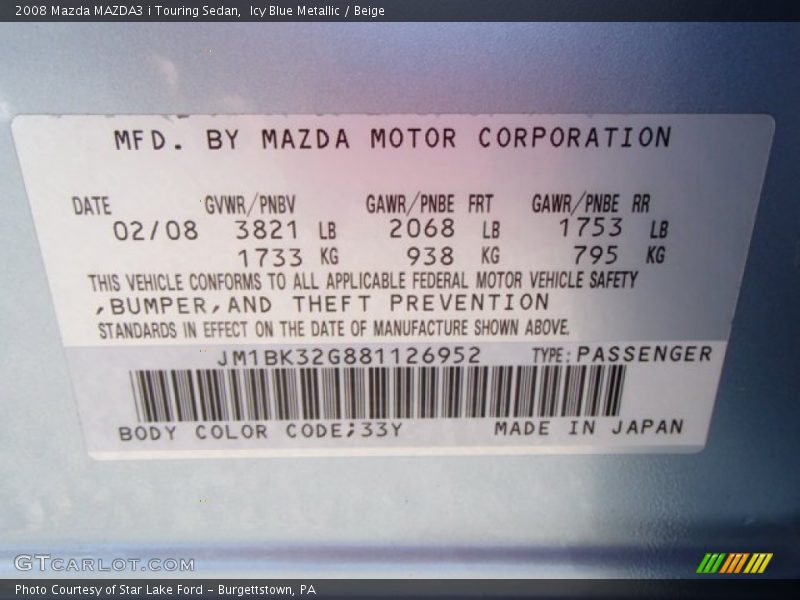 2008 Mazda MAZDA3 i Touring Sedan,  Icy Blue Metallic / Beige
MFD. BY MAZDA MOTOR CORPORATION
DATE GVWR/PNBV GAWR/PNBE FRT GAWR/PNBE RR
02/08 3821 LB 2068 LB 1753 LB
1733 KG 938 KG 795 KG
THIS VEHICLE CONFORMS TO ALL APPLICABLE FEDERAL MOTOR VEHICLE SAFETY
,BUMPER,AND THEFT PREVENTION
STANDARDS IN EFFECT ON THE DATE OF MANUFACTURE SHOWN ABOVE.
JM1BK32G881126952 TYPE:PASSENGER
BODY COLOR CODE;33Y MADE IN JAPAN
GTCARLOT.COM
Photo Courtesy of Star Lake Ford – Burgettstown, PA